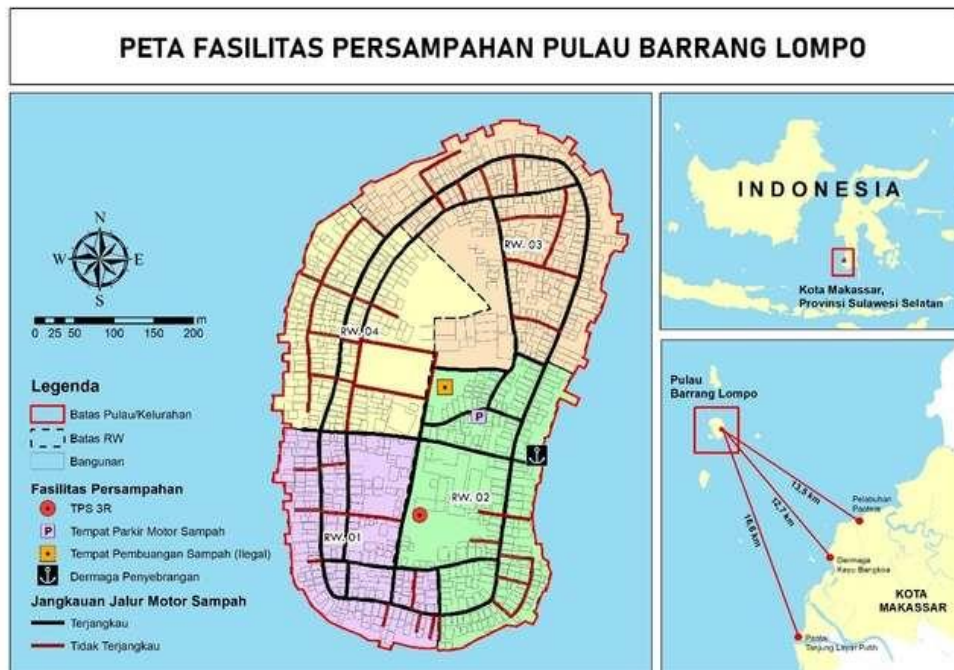 PETA FASILITAS PERSAMPAHAN PULAU BARRANG LOMPO
N
W E
S
m
0 25 50 100 150 200
Legenda
Batas Pulau/Kelurahan
Batas RW
Bangunan
Fasilitas Persampahan
TPS 3R
P Tempat Parkir Motor Sampah
Tempat Pembuangan Sampah (Ilegal)
Dermaga Penyebrangan
Jangkauan Jalur Motor Sampah
Terjangkau
Tidak Terjangkau
RW. 03
RW. 04
P
RW. 02
RW. 01
INDONESIA
Kota Makassar,
Provinsi Sulawesi Selatan
Pulau
Barrang Lompo
13,5 km
12,7 km
16,6 km
Pelabuhan
Paotere
Dermaga
Kayu Bangkoa
KOTA
MAKASSAR
Pantai
Tanjung Layar Putih